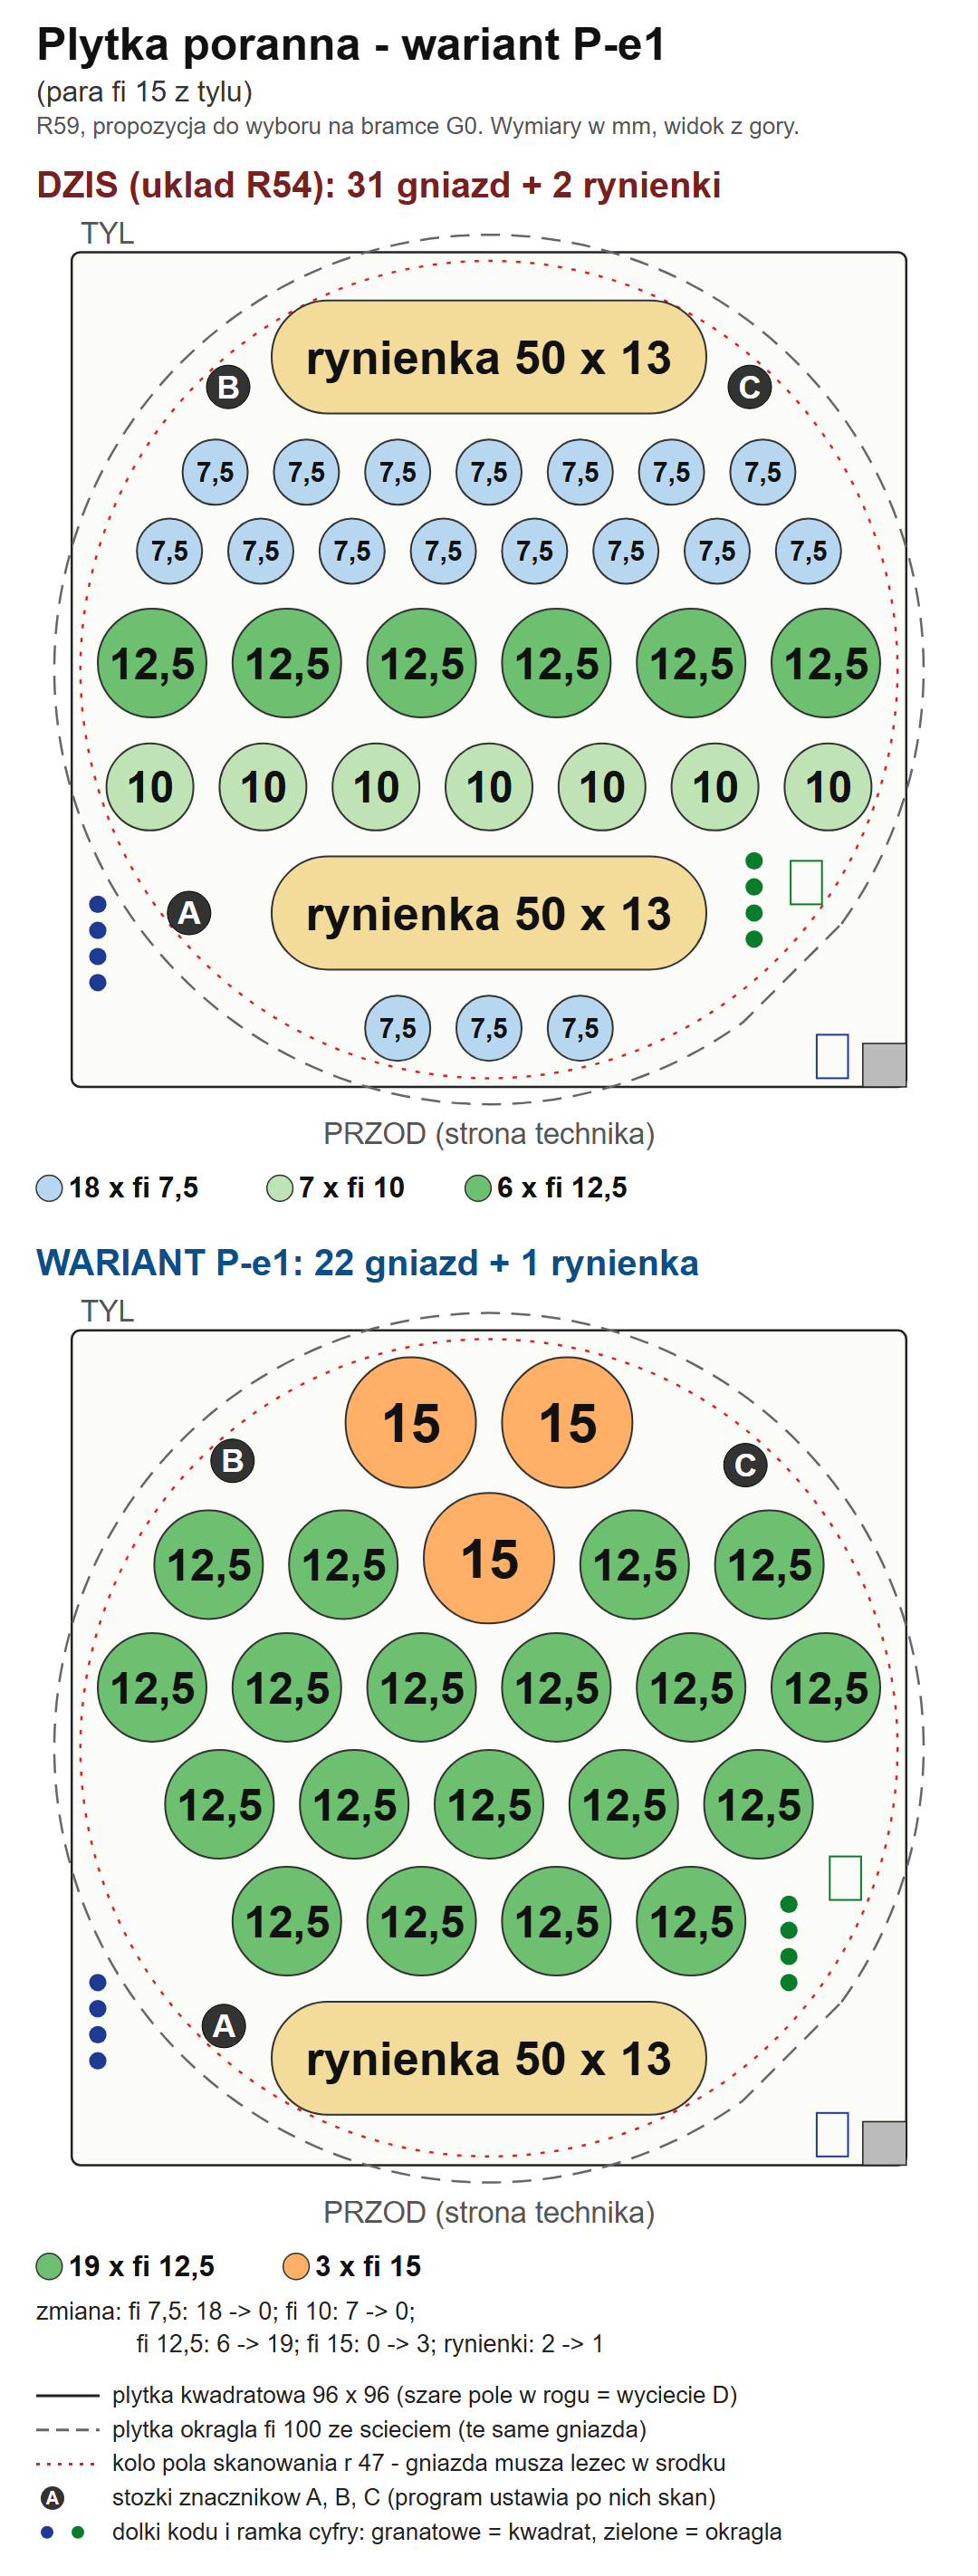 Plytka poranna - wariant P-e1
(para fi 15 z tylu)
R59, propozycja do wyboru na bramce G0. Wymiary w mm, widok z gory.
DZIS (uklad R54): 31 gniazd + 2 rynienki
TYL
rynienka 50 x 13
B C
7,5 7,5 7,5 7,5 7,5 7,5 7,5
7,5 7,5 7,5 7,5 7,5 7,5 7,5 7,5
12,5 12,5 12,5 12,5 12,5 12,5
10 10 10 10 10 10 10
A rynienka 50 x 13
7,5 7,5 7,5
PRZOD (strona technika)
18 x fi 7,5 7 x fi 10 6 x fi 12,5
WARIANT P-e1: 22 gniazd + 1 rynienka
TYL
15 15
B C
12,5 12,5 15 12,5 12,5
12,5 12,5 12,5 12,5 12,5 12,5
12,5 12,5 12,5 12,5 12,5
12,5 12,5 12,5 12,5
A
rynienka 50 x 13
PRZOD (strona technika)
19 x fi 12,5 3 x fi 15
zmiana: fi 7,5: 18 -> 0; fi 10: 7 -> 0;
fi 12,5: 6 -> 19; fi 15: 0 -> 3; rynienki: 2 -> 1
plytka kwadratowa 96 x 96 (szare pole w rogu = wyciecie D)
plytka okragla fi 100 ze scieciem (te same gniazda)
kolo pola skanowania r 47 - gniazda musza lezec w srodku
A stozki znacznikow A, B, C (program ustawia po nich skan)
dolki kodu i ramka cyfry: granatowe = kwadrat, zielone = okragla